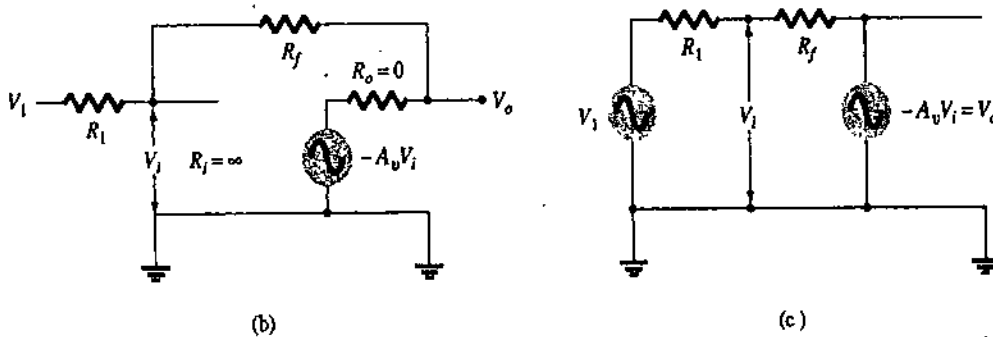 R_f
R_o = 0
V_1
R_1
V_o
V_i
R_i = ∞
-A_v V_i
(b)
R_1
R_f
V_1
V_i
-A_v V_i = V_o
(c)